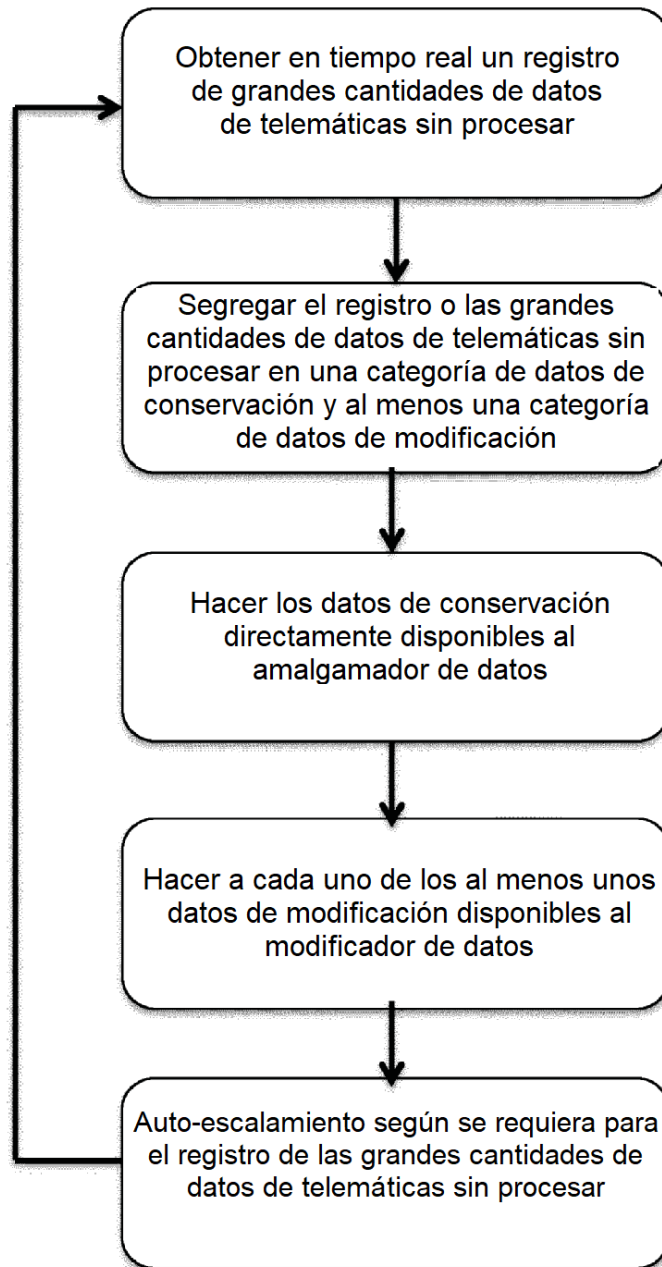 Obtener en tiempo real un registro
de grandes cantidades de datos
de telemáticas sin procesar
Segregar el registro o las grandes
cantidades de datos de telemáticas sin
procesar en una categoría de datos de
conservación y al menos una categoría
de datos de modificación
Hacer los datos de conservación
directamente disponibles al
amalgamador de datos
Hacer a cada uno de los al menos unos
datos de modificación disponibles al
modificador de datos
Auto-escalamiento según se requiera para
el registro de las grandes cantidades de
datos de telemáticas sin procesar